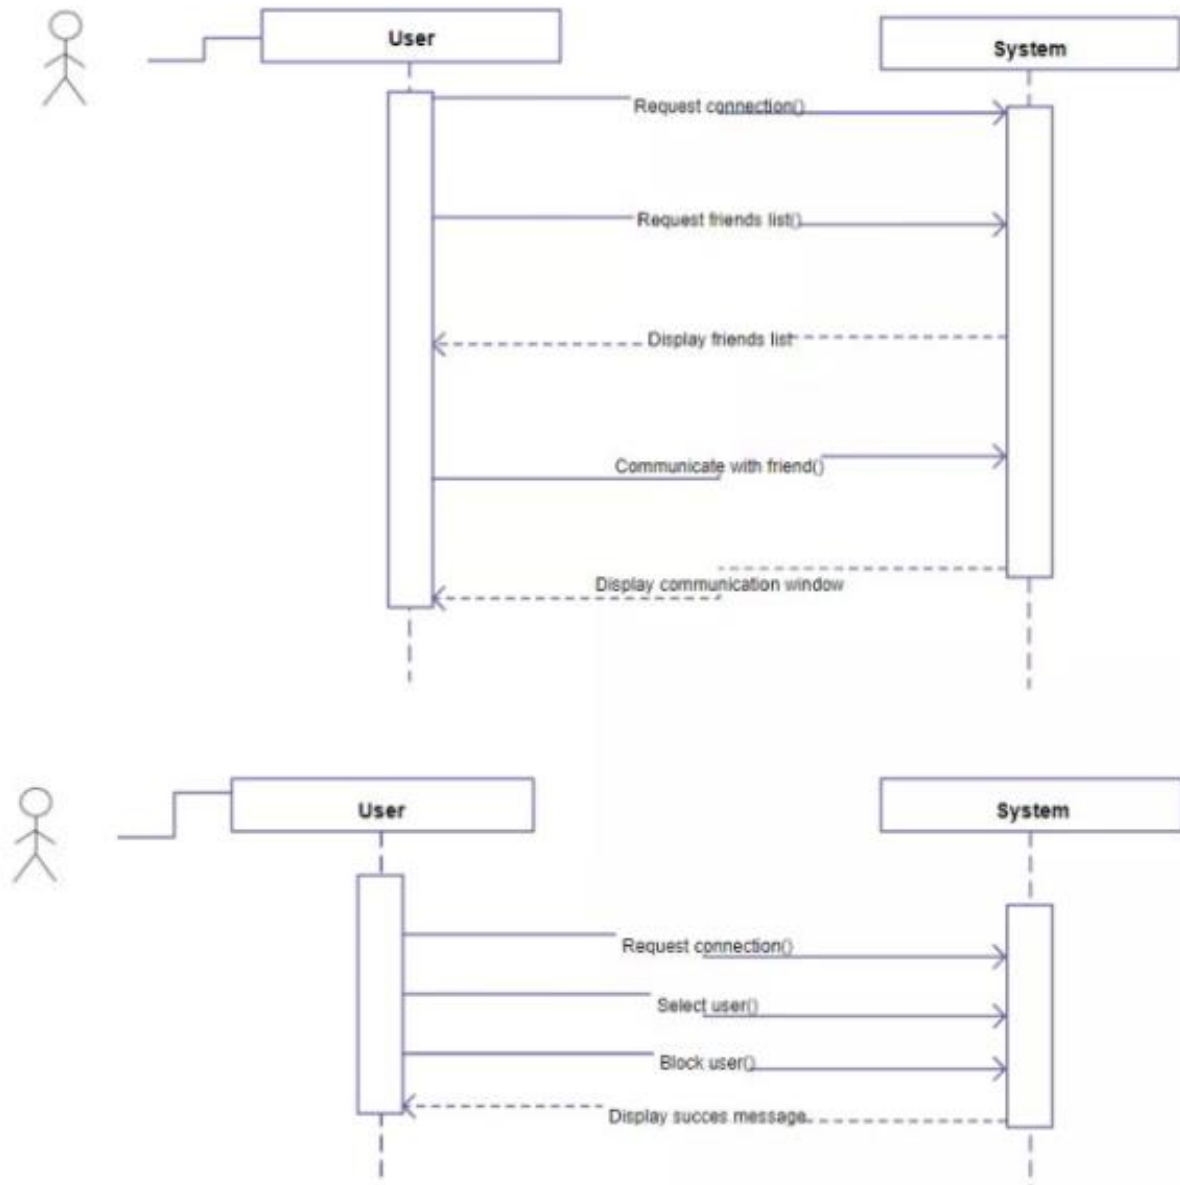 User
System
Request connection()
Request friends list()
Display friends list
Communicate with friend()
Display communication window
User
System
Request connection()
Select user()
Block user()
Display succes message